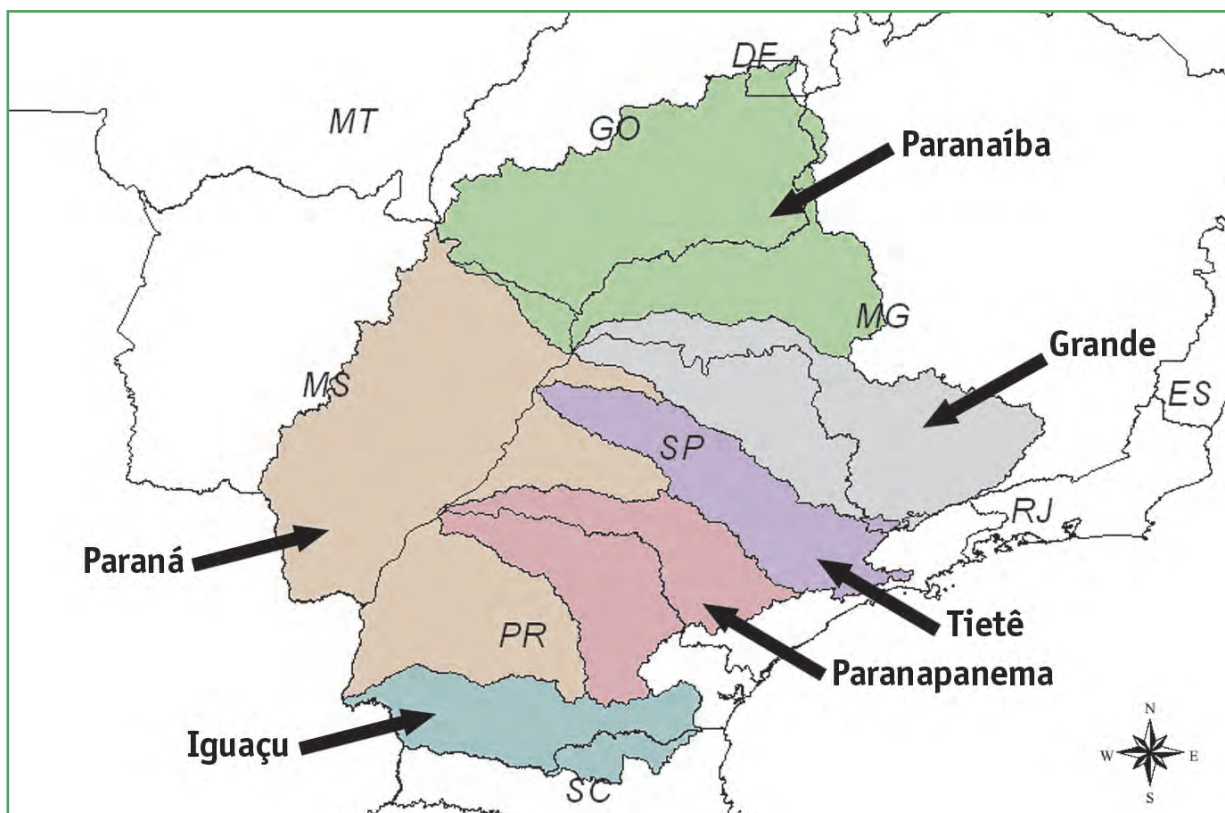 DF
MT
GO
Paranaíba
MG
Grande
MS
ES
SP
RJ
Paraná
PR
Tietê
Paranapanema
Iguaçu
SC
N
W
E
S